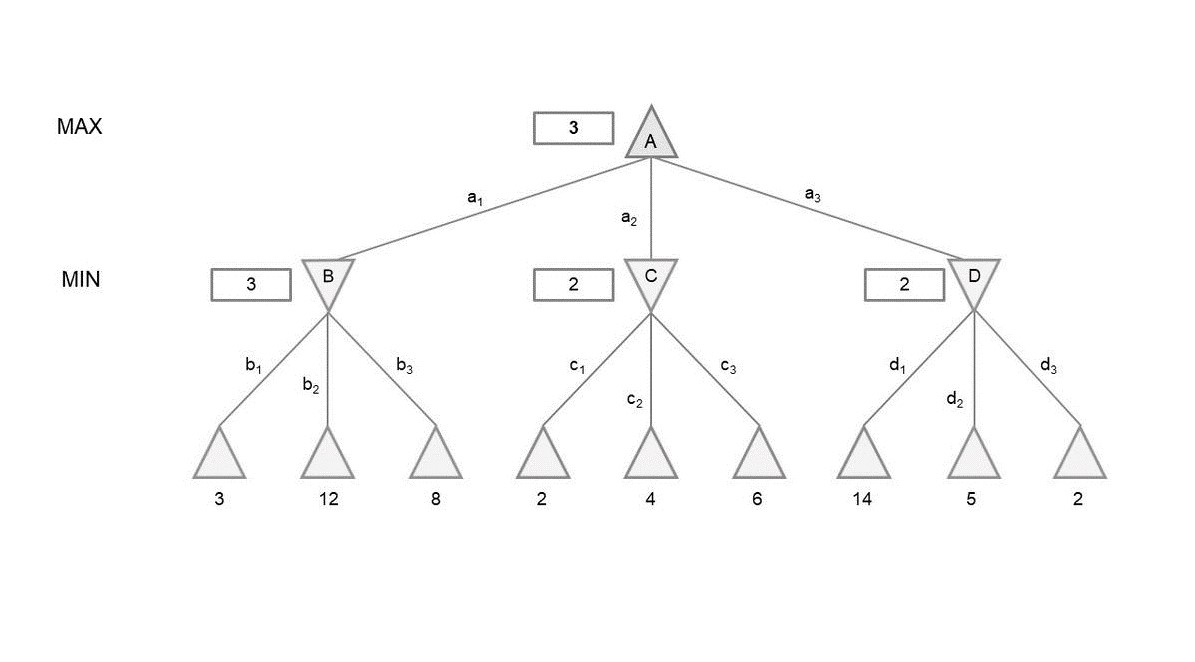 MAX
3
A
a₁
a₂
a₃
MIN
3
B
2
C
2
D
b₁
b₂
b₃
c₁
c₂
c₃
d₁
d₂
d₃
3
12
8
2
4
6
14
5
2